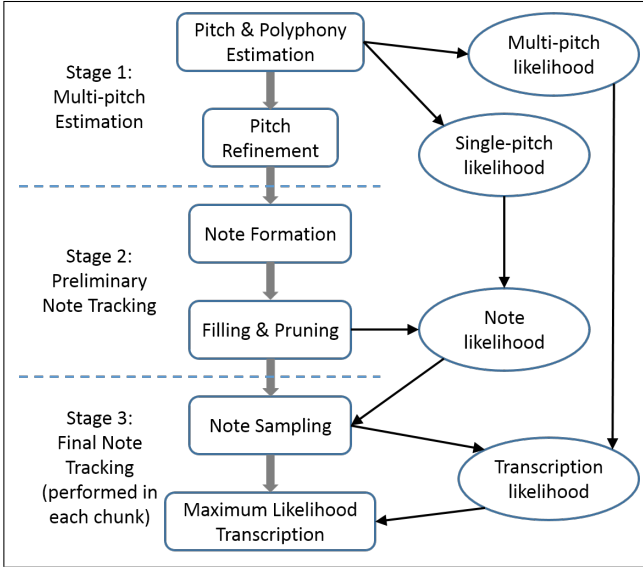 Stage 1:
Multi-pitch
Estimation
Pitch & Polyphony
Estimation
Multi-pitch
likelihood
Pitch
Refinement
Single-pitch
likelihood
Stage 2:
Preliminary
Note Tracking
Note Formation
Filling & Pruning
Note
likelihood
Stage 3:
Final Note
Tracking
(performed in
each chunk)
Note Sampling
Transcription
likelihood
Maximum Likelihood
Transcription